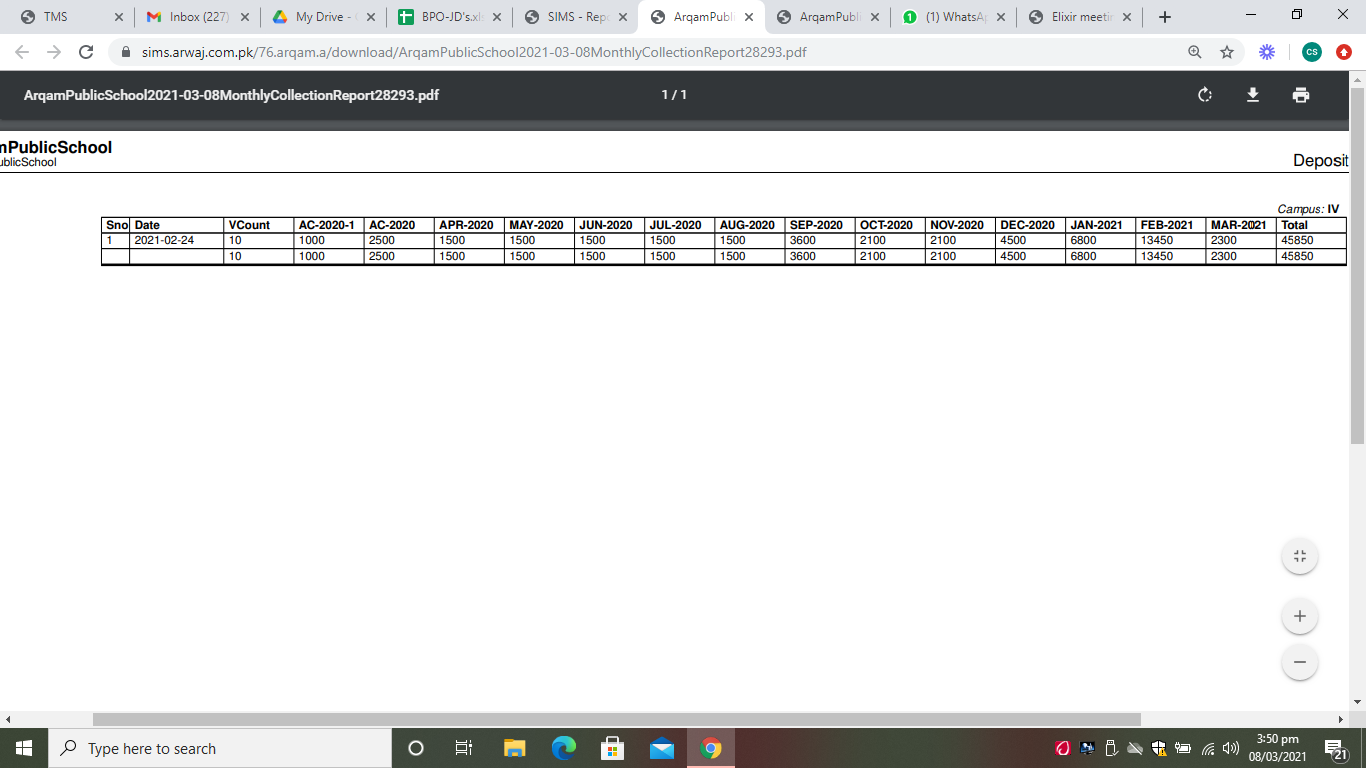 TMS
Inbox (227)
My Drive -
BPO-JD's.xl
SIMS - Rep
ArqamPubl
ArqamPubl
1 (1) WhatsA
Elixir meetin
sims.arwaj.com.pk/76.arqam.a/download/ArqamPublicSchool2021-03-08MonthlyCollectionReport28293.pdf
CS
ArqamPublicSchool2021-03-08MonthlyCollectionReport28293.pdf 1 / 1
mPublicSchool
ublicSchool
Deposit
Campus: IV
Sno Date VCount AC-2020-1 AC-2020 APR-2020 MAY-2020 JUN-2020 JUL-2020 AUG-2020 SEP-2020 OCT-2020 NOV-2020 DEC-2020 JAN-2021 FEB-2021 MAR-2021 Total
1 2021-02-24 10 1000 2500 1500 1500 1500 1500 1500 3600 2100 2100 4500 6800 13450 2300 45850
10 1000 2500 1500 1500 1500 1500 1500 3600 2100 2100 4500 6800 13450 2300 45850
Type here to search
3:50 pm
08/03/2021
21